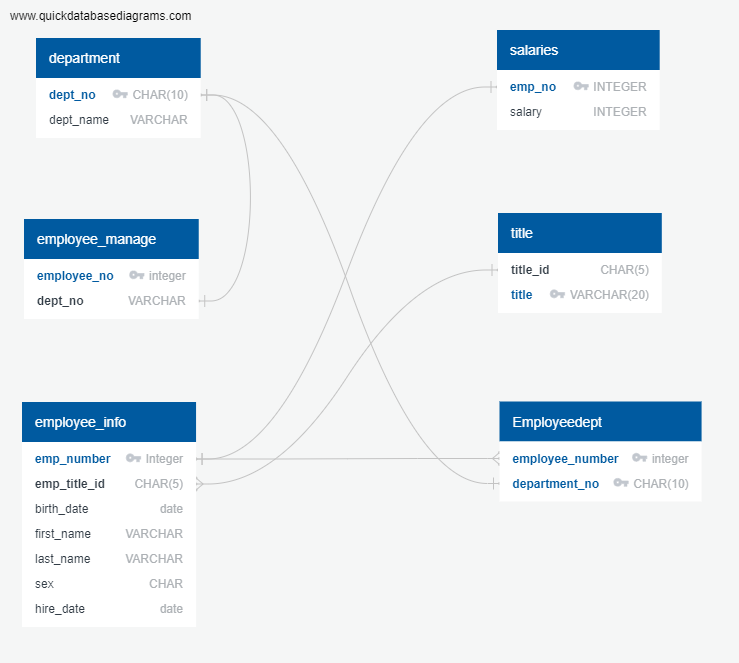 www.quickdatabasediagrams.com
department
dept_no CHAR(10)
dept_name VARCHAR
salaries
emp_no INTEGER
salary INTEGER
employee_manage
employee_no integer
dept_no VARCHAR
title
title_id CHAR(5)
title VARCHAR(20)
employee_info
emp_number Integer
emp_title_id CHAR(5)
birth_date date
first_name VARCHAR
last_name VARCHAR
sex CHAR
hire_date date
Employeedept
employee_number integer
department_no CHAR(10)